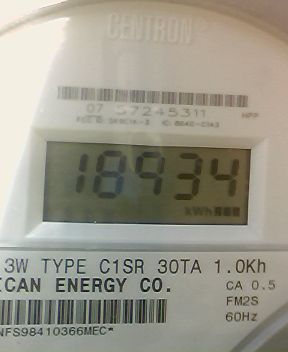 CENTRON
07 57245311 HPP
18934
kWh
3W TYPE C1SR 30TA 1.0Kh
ICAN ENERGY CO. CA 0.5
FM2S
NFS98410366MEC* 60Hz